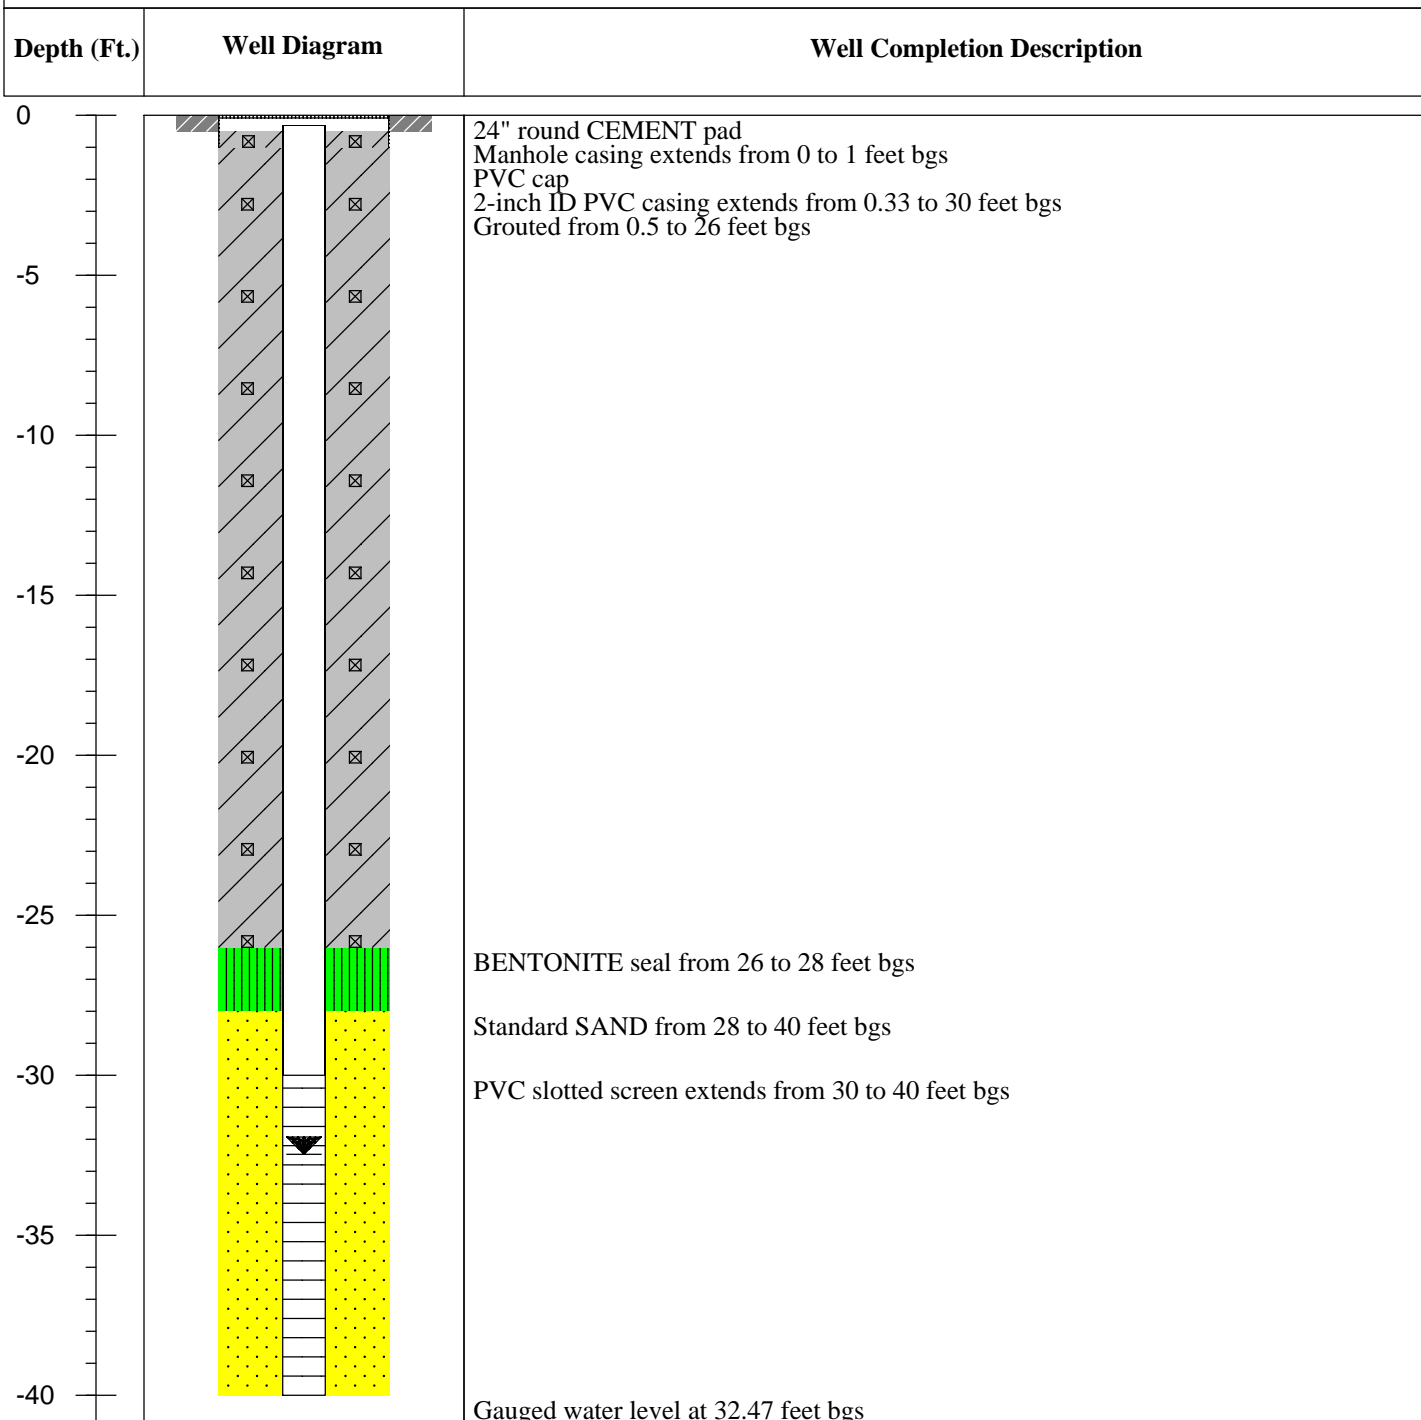 Depth (Ft.) Well Diagram Well Completion Description
0
24" round CEMENT pad
Manhole casing extends from 0 to 1 feet bgs
PVC cap
2-inch ID PVC casing extends from 0.33 to 30 feet bgs
Grouted from 0.5 to 26 feet bgs
-5
-10
-15
-20
-25
BENTONITE seal from 26 to 28 feet bgs
Standard SAND from 28 to 40 feet bgs
-30
PVC slotted screen extends from 30 to 40 feet bgs
-35
-40
Gauged water level at 32.47 feet bgs